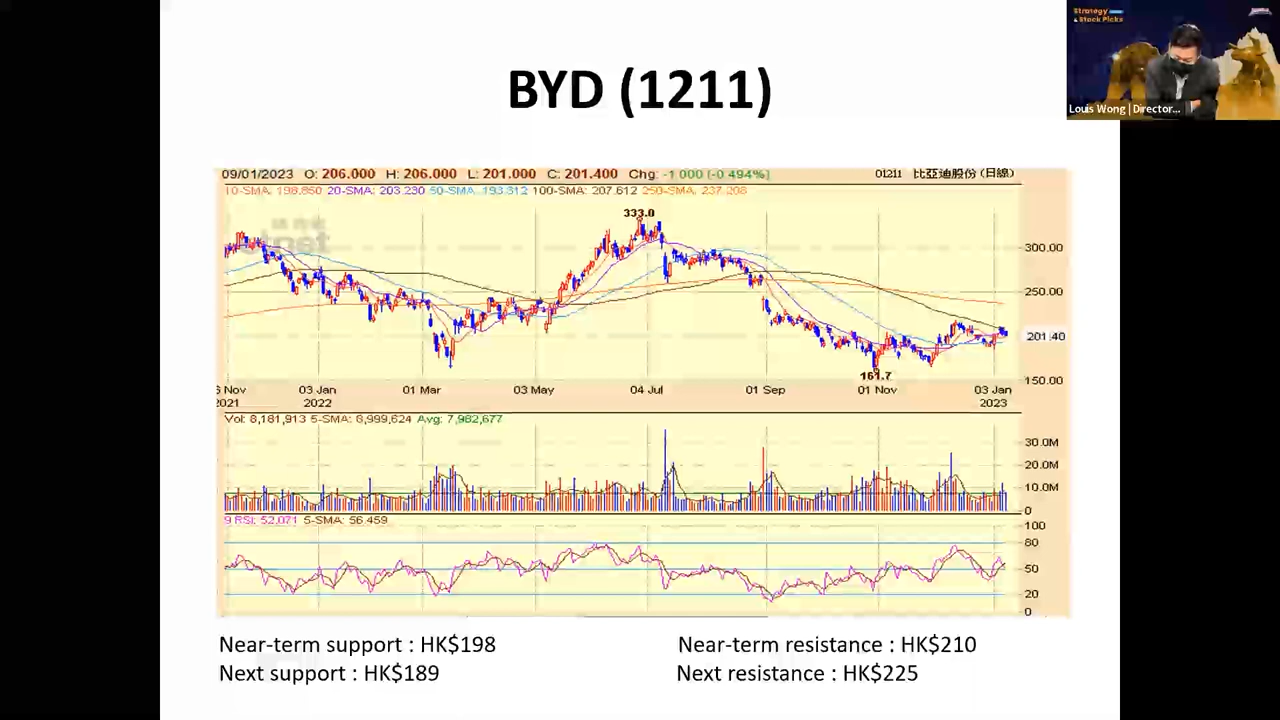 Strategy
& Stock Picks
Louis Wong | Director...
BYD (1211)
09/01/2023 O: 206.000 H: 206.000 L: 201.000 C: 201.400 Chg: -1.000 (-0.494%) 01211 比亞迪股份 (日線)
10-SMA: 198.850 20-SMA: 203.230 50-SMA: 193.312 100-SMA: 207.612 250-SMA: 237.208
etnet
333.0
300.00
250.00
201.40
161.7
150.00
03 Jan 01 Mar 03 May 04 Jul 01 Sep 01 Nov 03 Jan
2022 2023
Vol: 8,181,913 5-SMA: 8,999,624 Avg: 7,982,677
30.0M
20.0M
10.0M
0
9 RSI: 52.071 5-SMA: 56.459
100
80
50
20
0
Near-term support : HK$198 Near-term resistance : HK$210
Next support : HK$189 Next resistance : HK$225